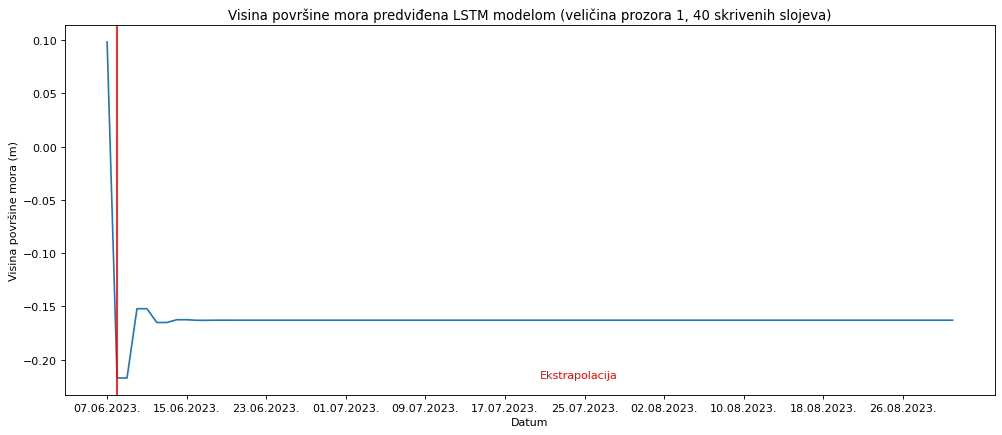 Visina površine mora predviđena LSTM modelom (veličina prozora 1, 40 skrivenih slojeva)
Visina površine mora (m)
0.10
0.05
0.00
−0.05
−0.10
−0.15
−0.20
Ekstrapolacija
07.06.2023. 15.06.2023. 23.06.2023. 01.07.2023. 09.07.2023. 17.07.2023. 25.07.2023. 02.08.2023. 10.08.2023. 18.08.2023. 26.08.2023.
Datum